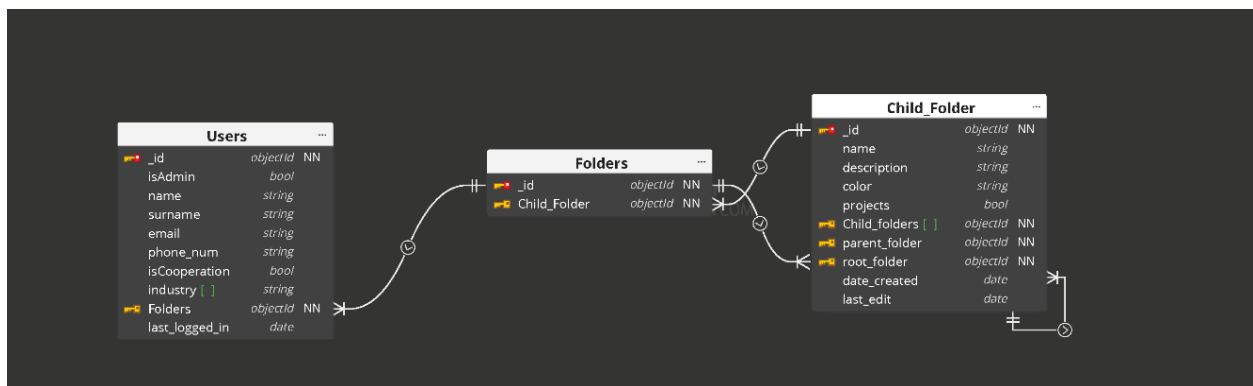 Users ...
_id objectId NN
isAdmin bool
name string
surname string
email string
phone_num string
isCooperation bool
industry [ ] string
Folders objectId NN
last_logged_in date
Folders ...
_id objectId NN
Child_Folder objectId NN
Child_Folder ...
_id objectId NN
name string
description string
color string
projects bool
Child_folders [ ] objectId NN
parent_folder objectId NN
root_folder objectId NN
date_created date
last_edit date